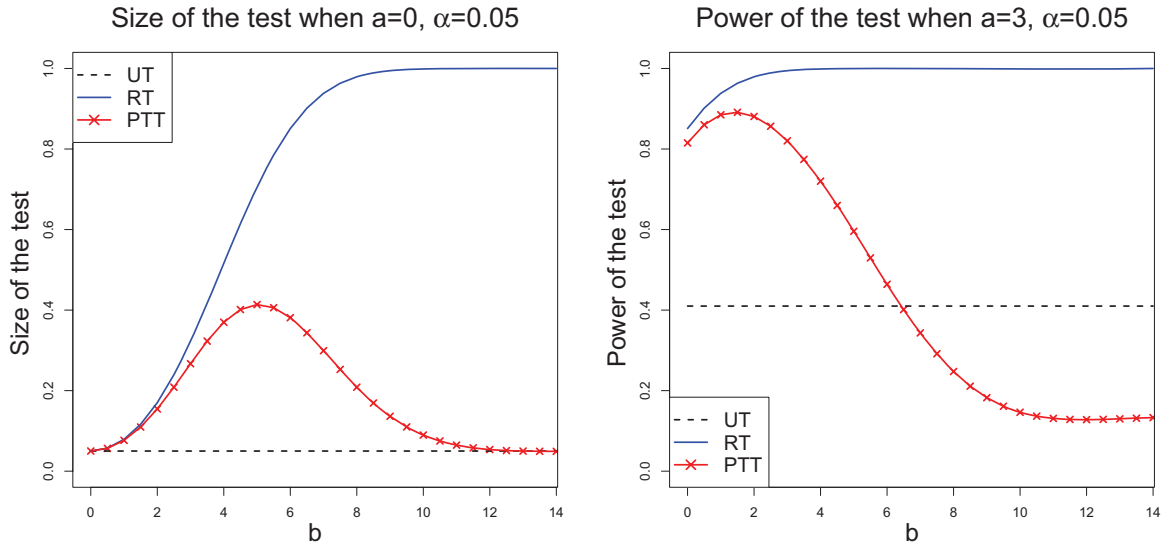 Size of the test when a=0, α=0.05
Size of the test
1.0
0.8
0.6
0.4
0.2
0.0
UT
RT
PTT
0 2 4 6 8 10 12 14
b
Power of the test when a=3, α=0.05
Power of the test
1.0
0.8
0.6
0.4
0.2
0.0
UT
RT
PTT
0 2 4 6 8 10 12 14
b